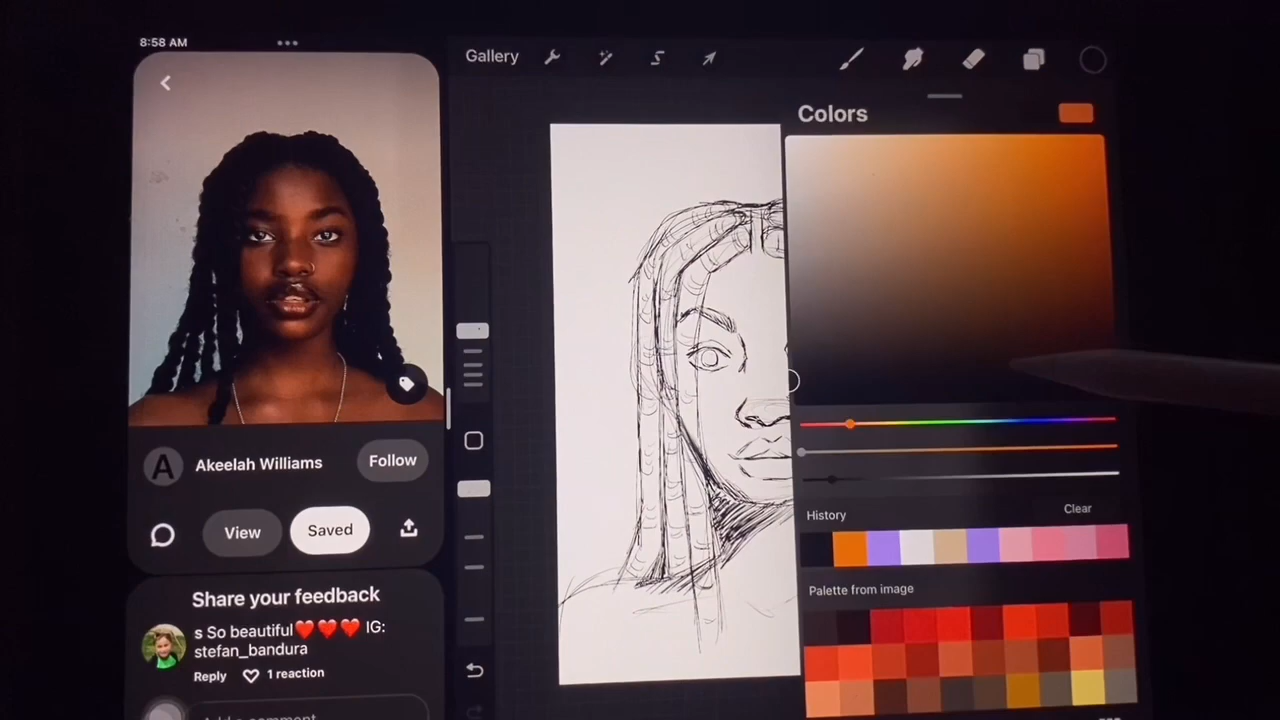 8:58 AM
Gallery
Colors
A
Akeelah Williams
Follow
View
Saved
Share your feedback
s So beautiful❤️❤️❤️ IG:
stefan_bandura
Reply
1 reaction
History
Clear
Palette from image